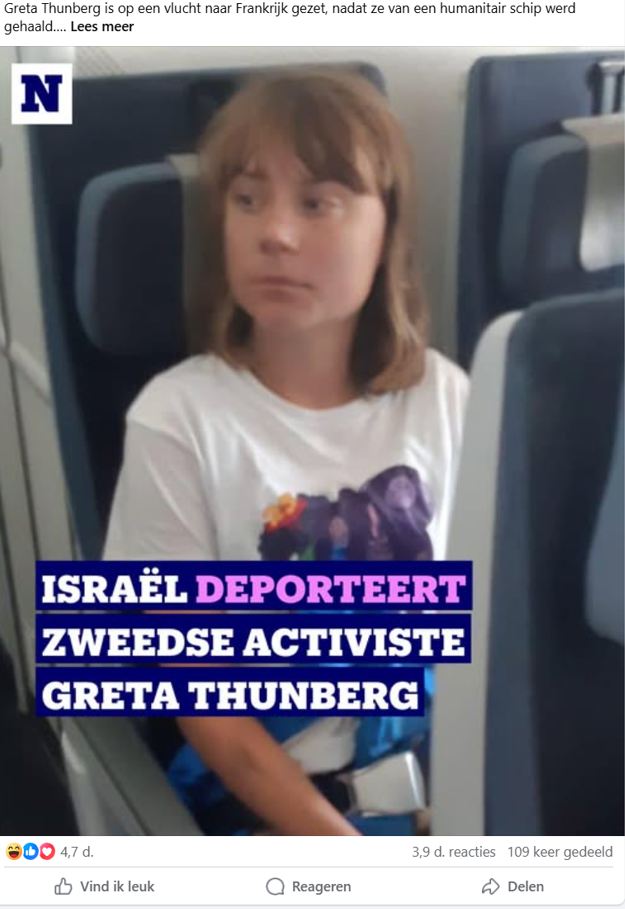 Greta Thunberg is op een vlucht naar Frankrijk gezet, nadat ze van een humanitair schip werd
gehaald.... Lees meer
N
ISRAËL DEPORTEERT
ZWEEDSE ACTIVISTE
GRETA THUNBERG
4,7 d.
3,9 d. reacties 109 keer gedeeld
Vind ik leuk
Reageren
Delen